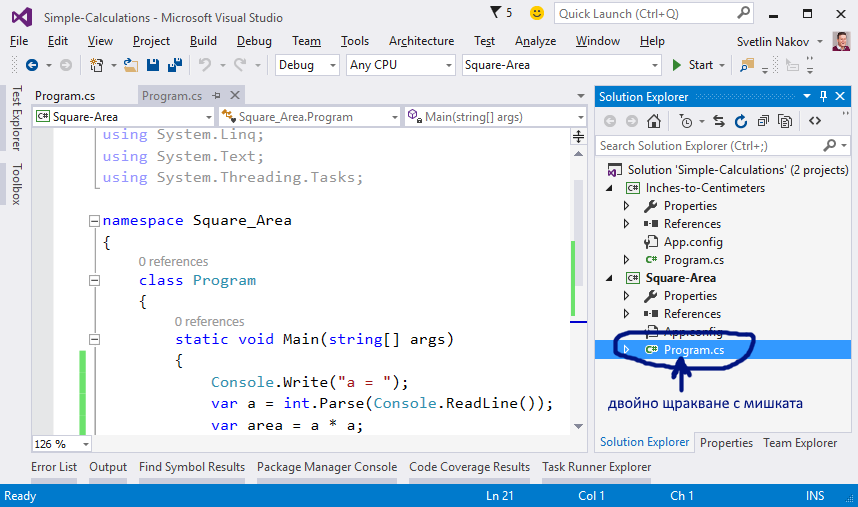 Simple-Calculations - Microsoft Visual Studio
5
Quick Launch (Ctrl+Q)
File Edit View Project Build Debug Team Tools Architecture Test Analyze Window Help
Svetlin Nakov
Debug Any CPU Square-Area Start
Test Explorer
Toolbox
Program.cs Program.cs
Square-Area Square_Area.Program Main(string[] args)
using System.Linq;
using System.Text;
using System.Threading.Tasks;
namespace Square_Area
{
0 references
class Program
{
0 references
static void Main(string[] args)
{
Console.Write("a = ");
var a = int.Parse(Console.ReadLine());
var area = a * a;
126 %
Solution Explorer
Search Solution Explorer (Ctrl+;)
Solution 'Simple-Calculations' (2 projects)
C# Inches-to-Centimeters
Properties
References
App.config
C# Program.cs
C# Square-Area
Properties
References
App.config
C# Program.cs
двойно щракване с мишката
Solution Explorer Properties Team Explorer
Error List Output Find Symbol Results Package Manager Console Code Coverage Results Task Runner Explorer
Ready Ln 21 Col 1 Ch 1 INS